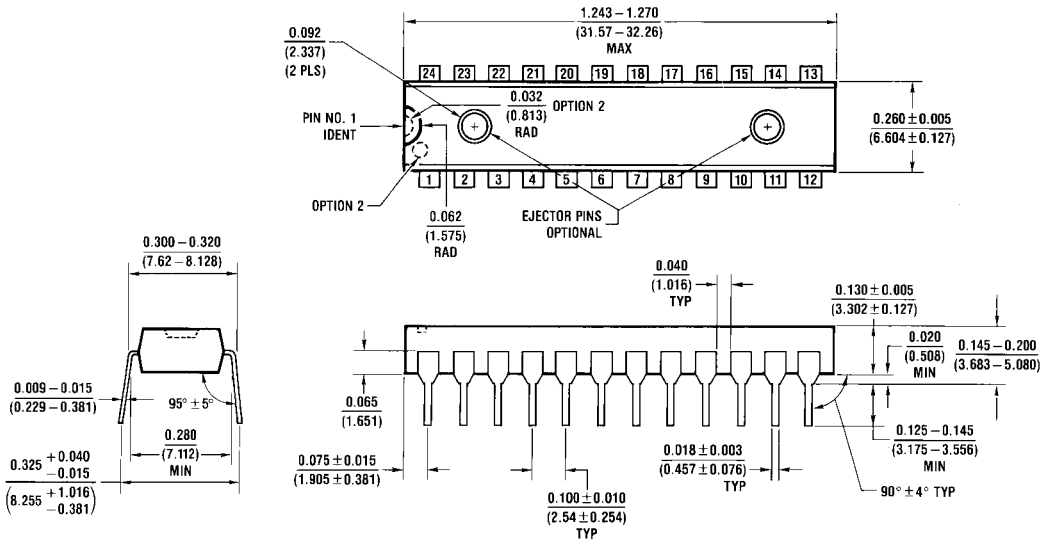 1.243 – 1.270
(31.57 – 32.26)
MAX
0.092
(2.337)
(2 PLS)
24 23 22 21 20 19 18 17 16 15 14 13
0.032
(0.813)
RAD
OPTION 2
PIN NO. 1
IDENT
0.260 ± 0.005
(6.604 ± 0.127)
1 2 3 4 5 6 7 8 9 10 11 12
OPTION 2
0.062
(1.575)
RAD
EJECTOR PINS
OPTIONAL
0.300 – 0.320
(7.62 – 8.128)
0.009 – 0.015
(0.229 – 0.381)
95° ± 5°
0.280
(7.112)
MIN
0.325 +0.040
-0.015
(8.255 +1.016
-0.381)
0.040
(1.016)
TYP
0.130 ± 0.005
(3.302 ± 0.127)
0.020
(0.508)
MIN
0.145 – 0.200
(3.683 – 5.080)
0.065
(1.651)
0.125 – 0.145
(3.175 – 3.556)
MIN
0.075 ± 0.015
(1.905 ± 0.381)
0.018 ± 0.003
(0.457 ± 0.076)
TYP
90° ± 4° TYP
0.100 ± 0.010
(2.54 ± 0.254)
TYP